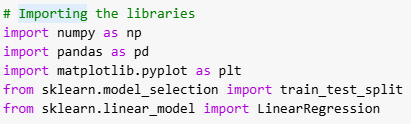 # Importing the libraries
import numpy as np
import pandas as pd
import matplotlib.pyplot as plt
from sklearn.model_selection import train_test_split
from sklearn.linear_model import LinearRegression